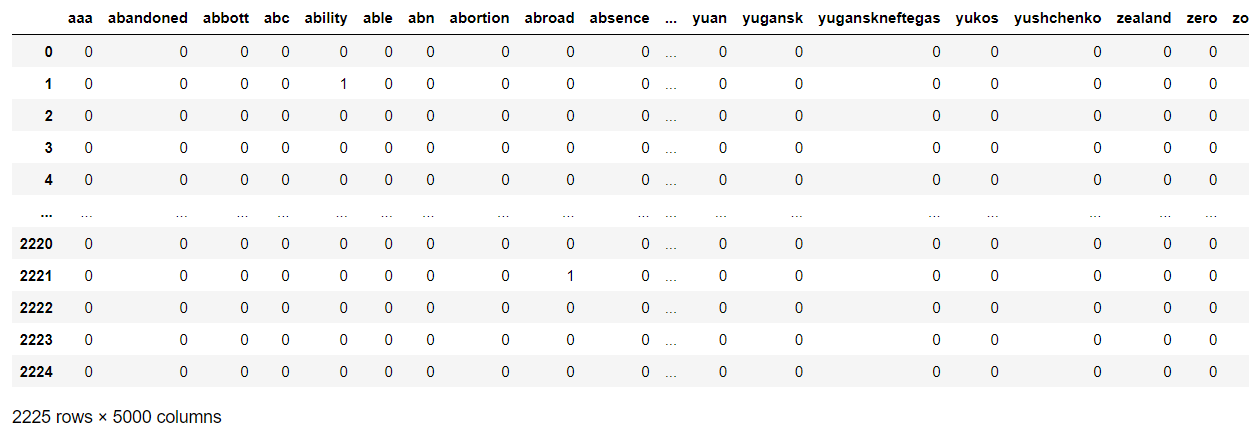 aaa abandoned abbott abc ability able abn abortion abroad absence ... yuan yugansk yuganskneftegas yukos yushchenko zealand zero zo
0 0 0 0 0 0 0 0 0 0 0 ... 0 0 0 0 0 0 0
1 0 0 0 0 1 0 0 0 0 0 ... 0 0 0 0 0 0 0
2 0 0 0 0 0 0 0 0 0 0 ... 0 0 0 0 0 0 0
3 0 0 0 0 0 0 0 0 0 0 ... 0 0 0 0 0 0 0
4 0 0 0 0 0 0 0 0 0 0 ... 0 0 0 0 0 0 0
... ... ... ... ... ... ... ... ... ... ... ... ... ... ... ... ... ... ...
2220 0 0 0 0 0 0 0 0 0 0 ... 0 0 0 0 0 0 0
2221 0 0 0 0 0 0 0 0 1 0 ... 0 0 0 0 0 0 0
2222 0 0 0 0 0 0 0 0 0 0 ... 0 0 0 0 0 0 0
2223 0 0 0 0 0 0 0 0 0 0 ... 0 0 0 0 0 0 0
2224 0 0 0 0 0 0 0 0 0 0 ... 0 0 0 0 0 0 0
2225 rows × 5000 columns